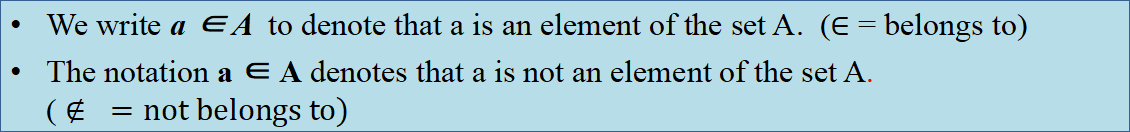 • We write a ∈ A to denote that a is an element of the set A. (∈ = belongs to)
• The notation a ∈ A denotes that a is not an element of the set A.
( ∉ = not belongs to)